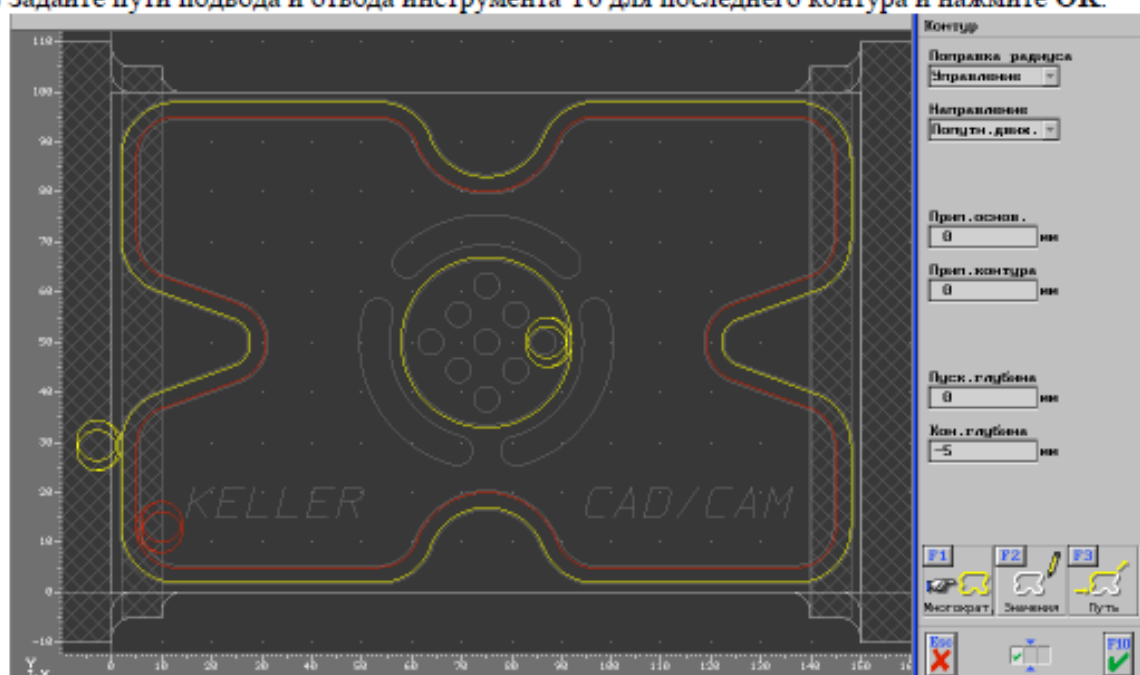 Задайте пути подвода и отвода инструмента T6 для последнего контура и нажмите OK.
Контур
Поправка радиуса
Управление
Направление
Попутн.движ.
Прип.основ.
0 мм
Прип.контура
0 мм
Пуск.глубина
0 мм
Кон.глубина
-5 мм
110
100
90
80
70
60
50
40
30
20
10
0
-10
KELLER CAD/CAM
Y
0 10 20 30 40 50 60 70 80 90 100 110 120 130 140 150
F1 F2 F3
Многократ. Значения Путь
Esc F10